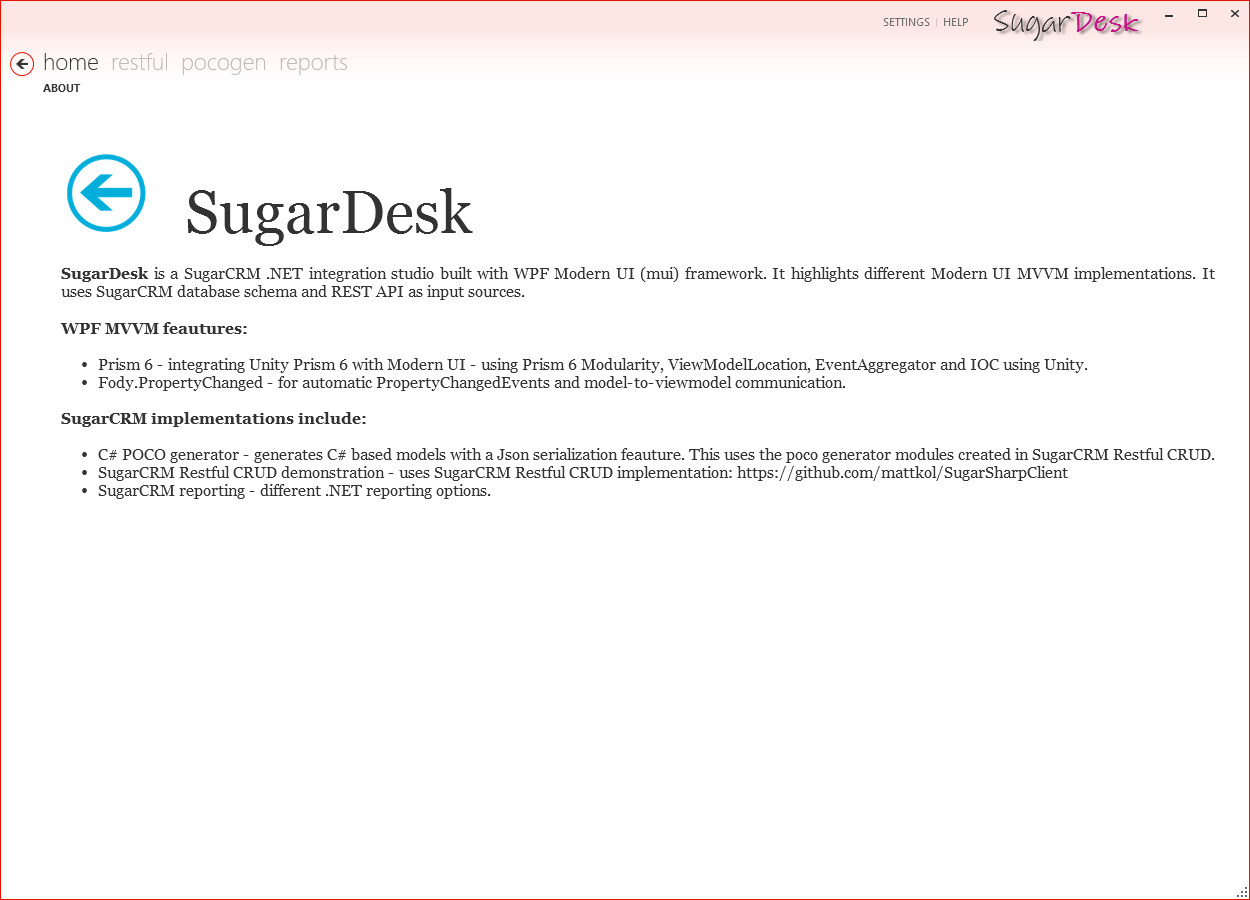 SETTINGS | HELP SugarDesk
home restful pocogen reports
ABOUT
SugarDesk
SugarDesk is a SugarCRM .NET integration studio built with WPF Modern UI (mui) framework. It highlights different Modern UI MVVM implementations. It
uses SugarCRM database schema and REST API as input sources.
WPF MVVM feautures:
• Prism 6 - integrating Unity Prism 6 with Modern UI - using Prism 6 Modularity, ViewModelLocation, EventAggregator and IOC using Unity.
• Fody.PropertyChanged - for automatic PropertyChangedEvents and model-to-viewmodel communication.
SugarCRM implementations include:
• C# POCO generator - generates C# based models with a Json serialization feauture. This uses the poco generator modules created in SugarCRM Restful CRUD.
• SugarCRM Restful CRUD demonstration - uses SugarCRM Restful CRUD implementation: https://github.com/mattkol/SugarSharpClient
• SugarCRM reporting - different .NET reporting options.